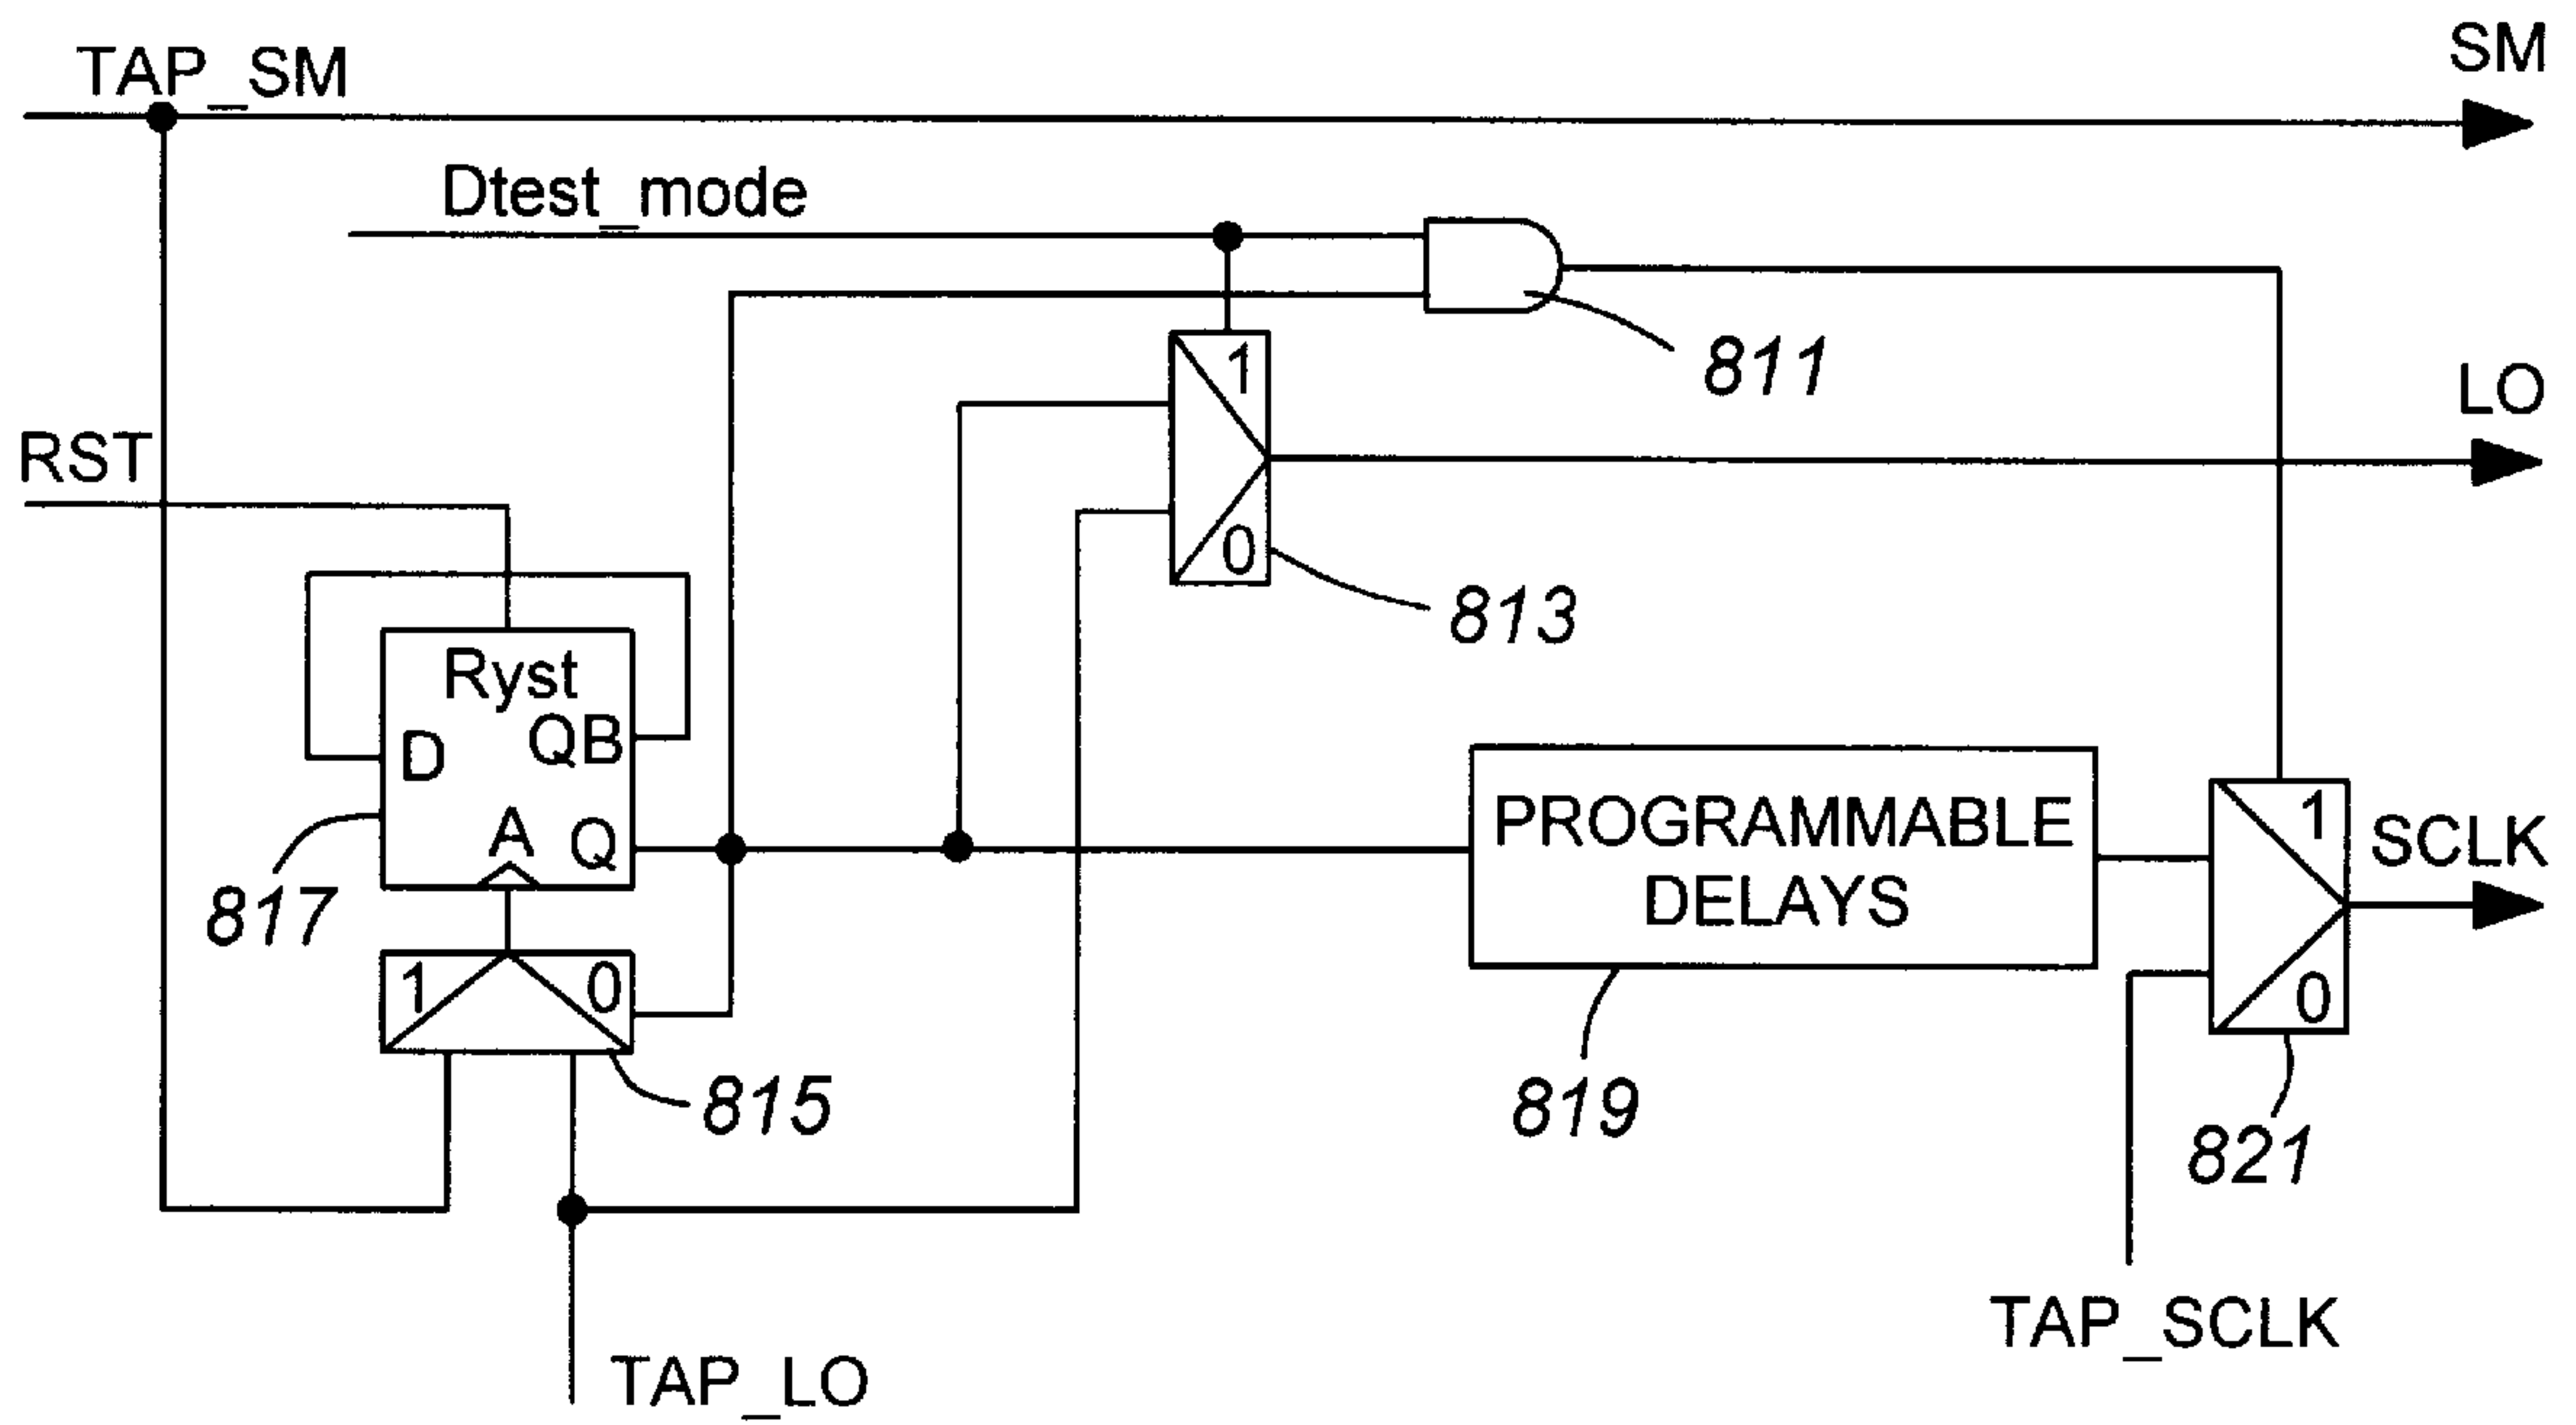 TAP_SM
SM
Dtest_mode
811
1
LO
RST
0
813
Ryst
QB
D
PROGRAMMABLE
DELAYS
1
SCLK
A
Q
817
1
0
0
815
819
821
TAP_SCLK
TAP_LO